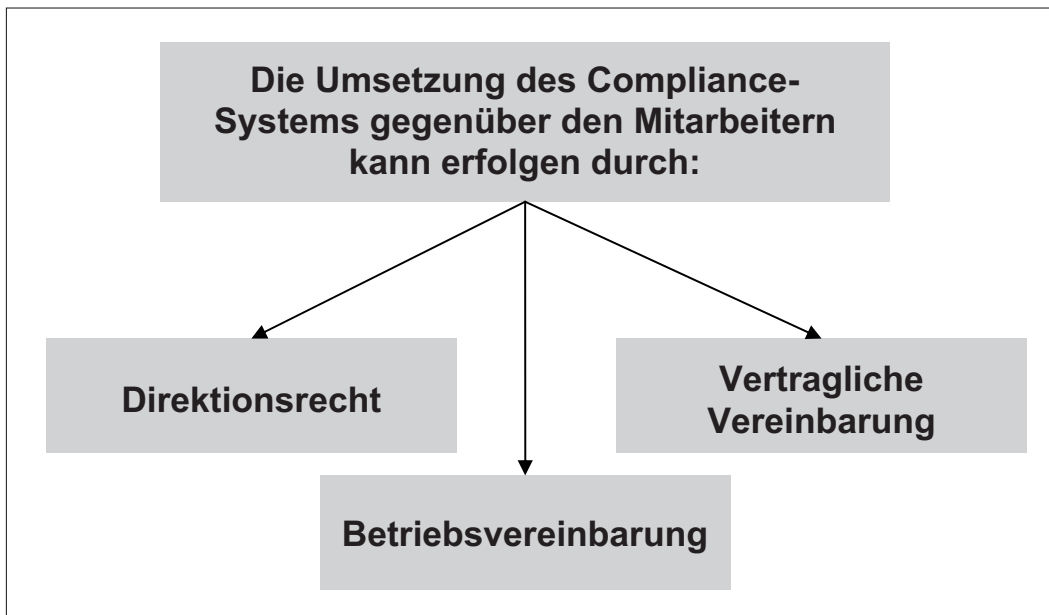 Die Umsetzung des Compliance-
Systems gegenüber den Mitarbeitern
kann erfolgen durch:
Direktionsrecht
Vertragliche
Vereinbarung
Betriebsvereinbarung